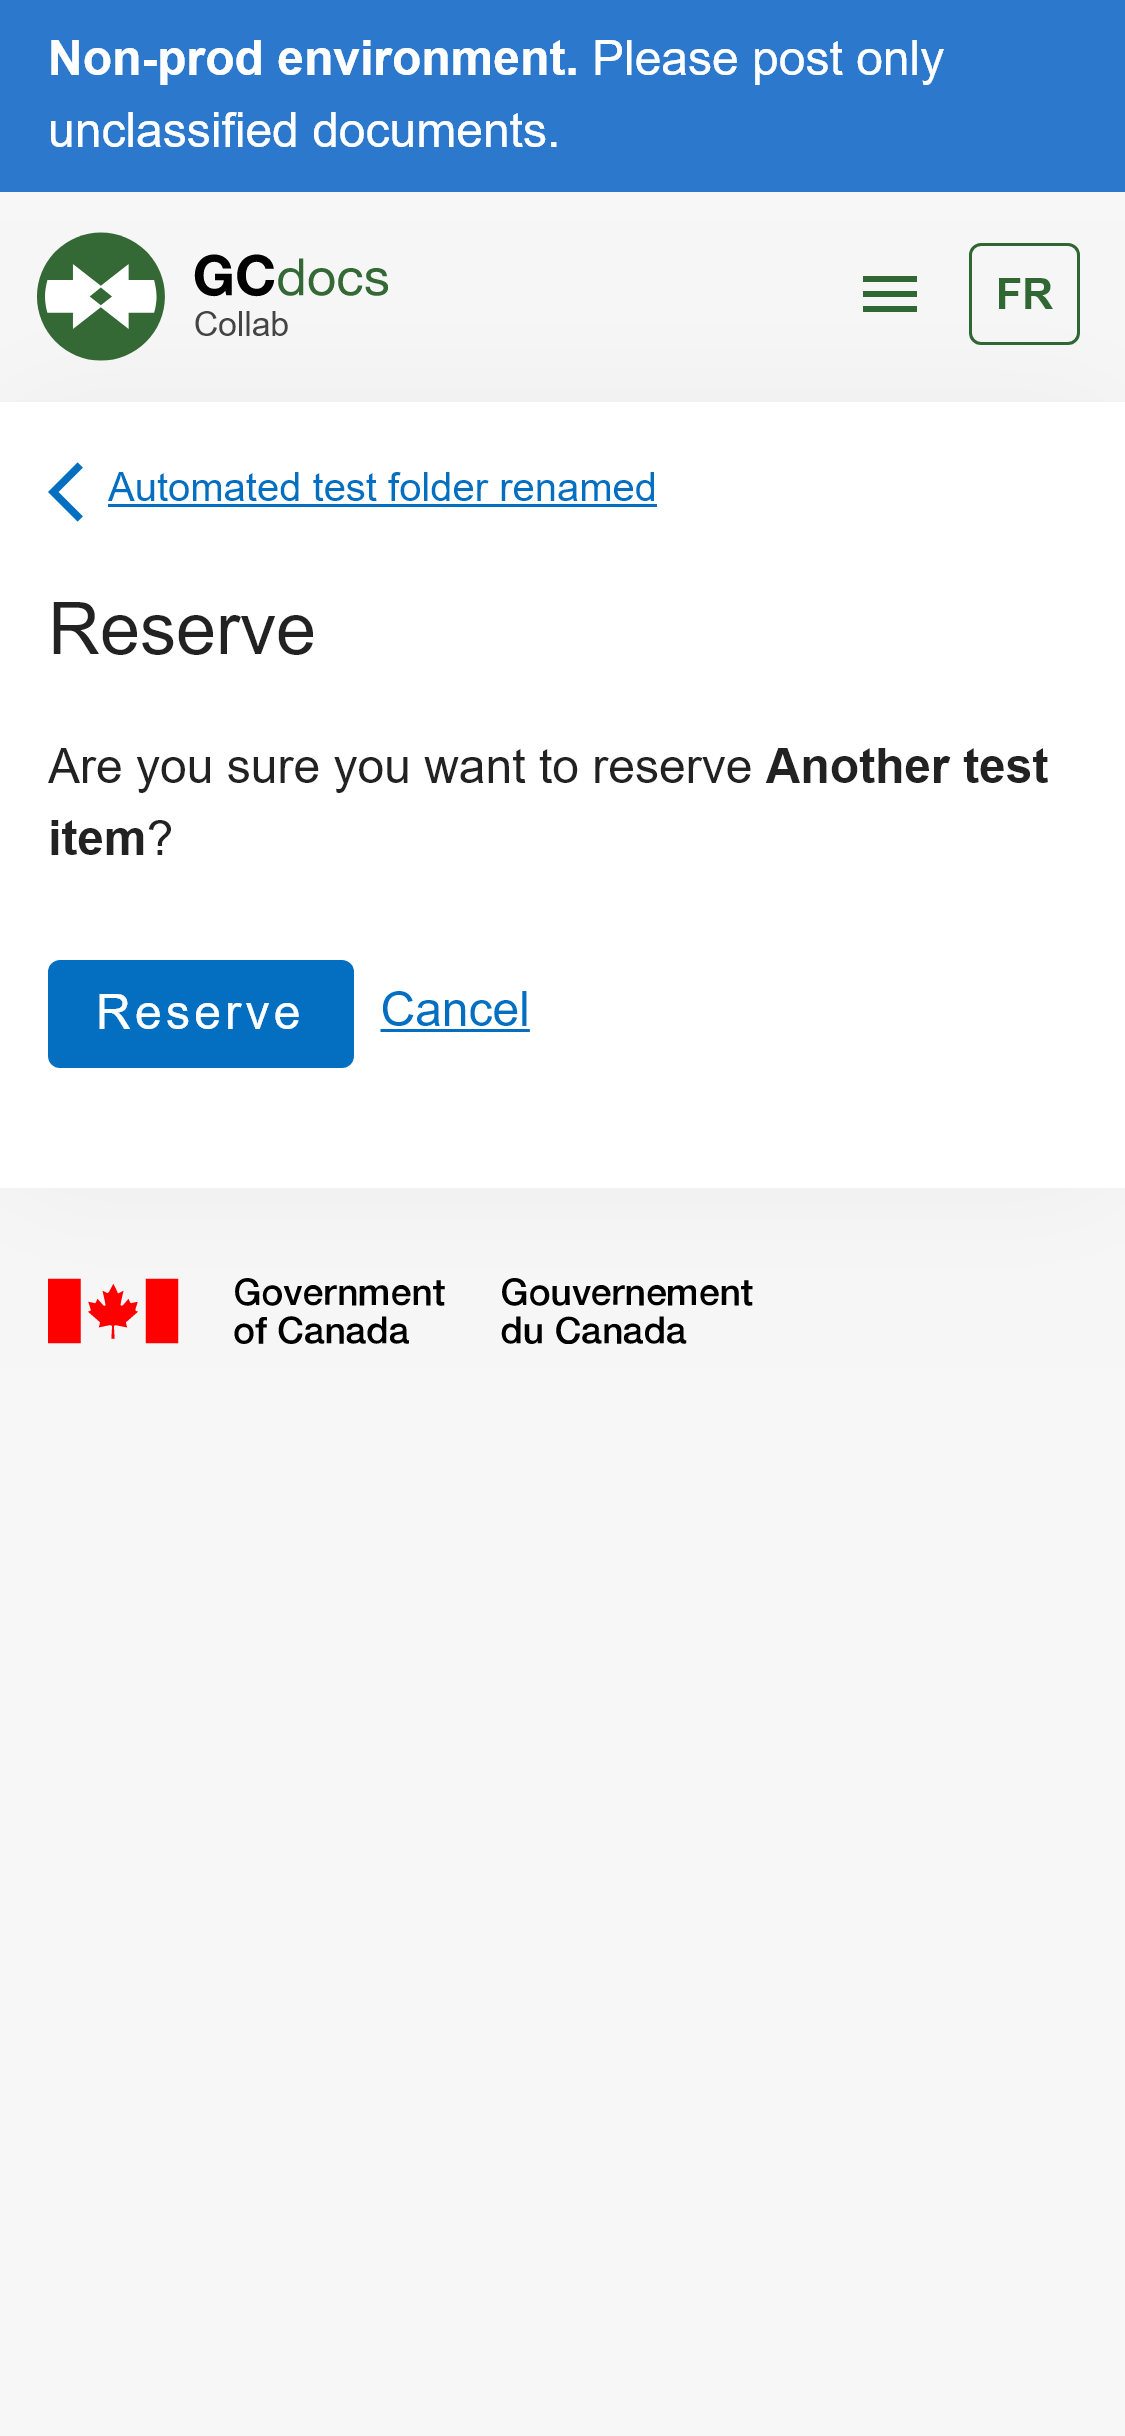 Non-prod environment. Please post only
unclassified documents.
GCdocs
Collab
FR
Automated test folder renamed
Reserve
Are you sure you want to reserve Another test
item?
Reserve Cancel
Government Gouvernement
of Canada du Canada